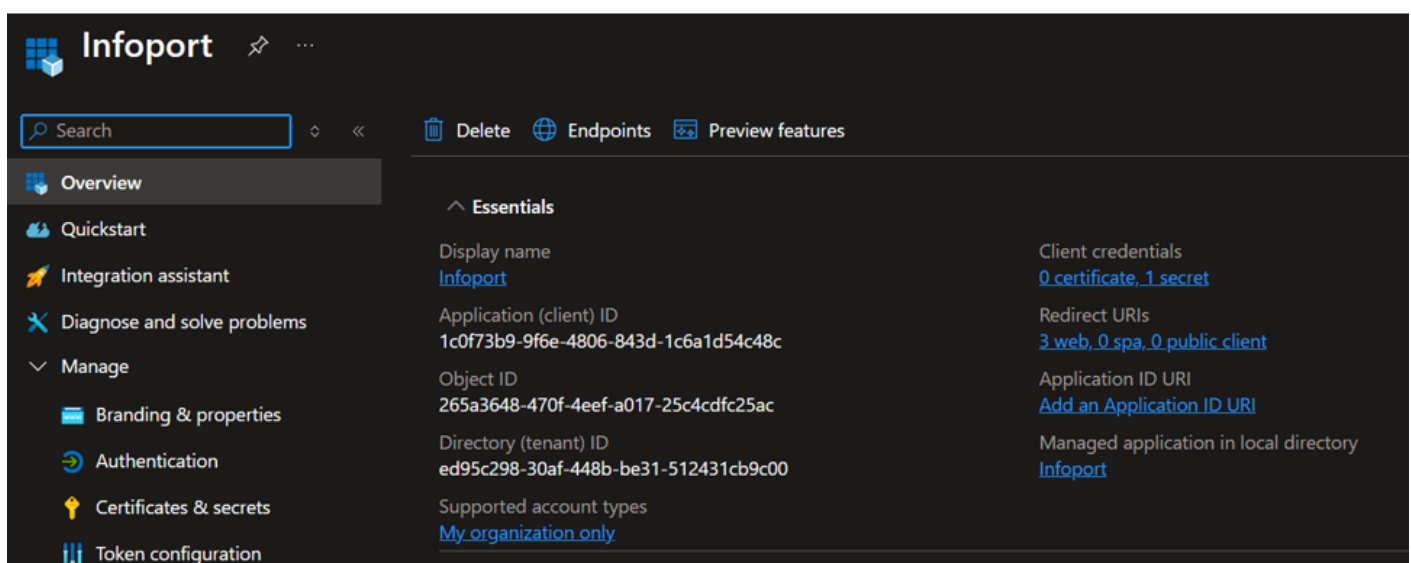 Infoport
Search
Overview
Quickstart
Integration assistant
Diagnose and solve problems
Manage
Branding & properties
Authentication
Certificates & secrets
Token configuration
Delete Endpoints Preview features
Essentials
Display name
Infoport
Application (client) ID
1c0f73b9-9f6e-4806-843d-1c6a1d54c48c
Object ID
265a3648-470f-4eef-a017-25c4cdfc25ac
Directory (tenant) ID
ed95c298-30af-448b-be31-512431cb9c00
Supported account types
My organization only
Client credentials
0 certificate, 1 secret
Redirect URIs
3 web, 0 spa, 0 public client
Application ID URI
Add an Application ID URI
Managed application in local directory
Infoport